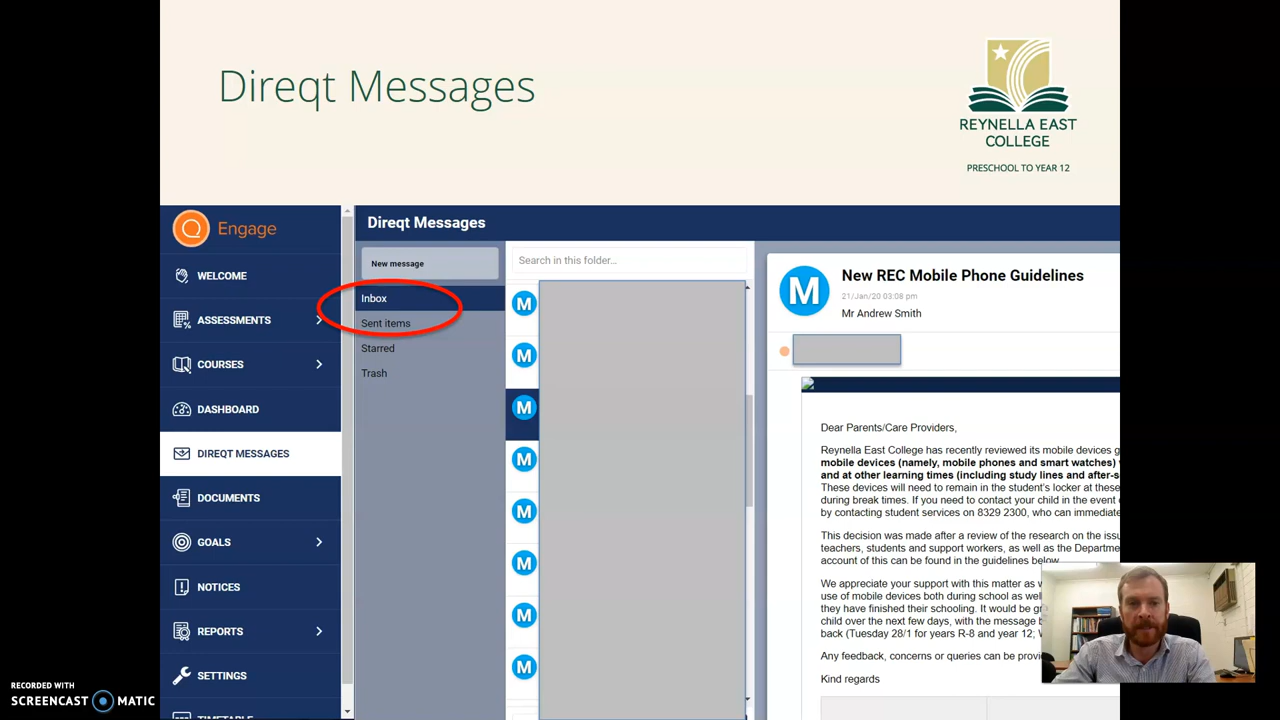 Direqt Messages
REYNELLA EAST
COLLEGE
PRESCHOOL TO YEAR 12
Engage
WELCOME
ASSESSMENTS
COURSES
DASHBOARD
DIREQT MESSAGES
DOCUMENTS
GOALS
NOTICES
REPORTS
SETTINGS
TIMETABLE
Direqt Messages
New message
Inbox
Sent items
Starred
Trash
Search in this folder...
M
M
M
M
M
M
M
M
M
New REC Mobile Phone Guidelines
21/Jan/20 03:08 pm
Mr Andrew Smith
Dear Parents/Care Providers,
Reynella East College has recently reviewed its mobile devices g
mobile devices (namely, mobile phones and smart watches)
and at other learning times (including study lines and after-s
These devices will need to remain in the student's locker at these
during break times. If you need to contact your child in the event
by contacting student services on 8329 2300, who can immediate
This decision was made after a review of the research on the issu
teachers, students and support workers, as well as the Departme
account of this can be found in the guidelines below.
We appreciate your support with this matter as w
use of mobile devices both during school as well
they have finished their schooling. It would be gr
child over the next few days, with the message b
back (Tuesday 28/1 for years R-8 and year 12;
Any feedback, concerns or queries can be provi
Kind regards
RECORDED WITH
SCREENCAST MATIC